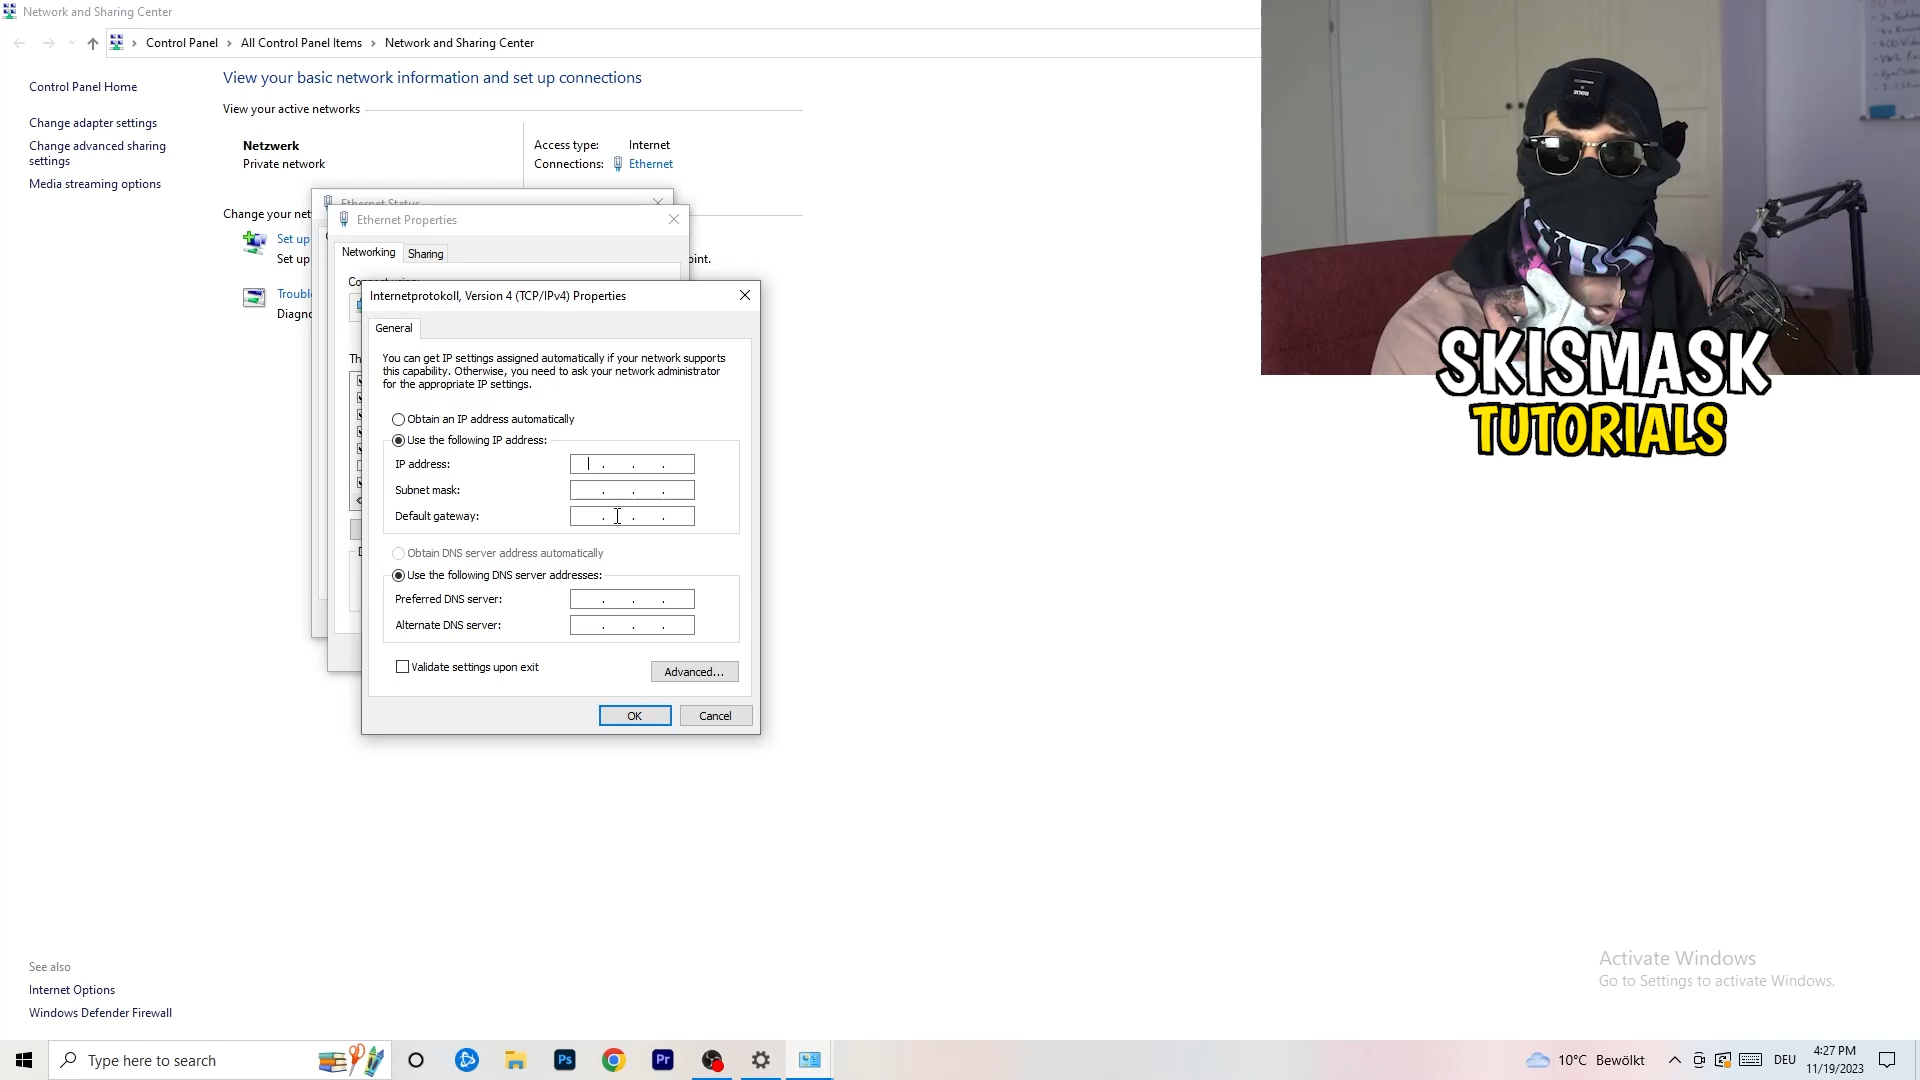 Network and Sharing Center
Control Panel › All Control Panel Items › Network and Sharing Center
Control Panel Home
Change adapter settings
Change advanced sharing
settings
Media streaming options
View your basic network information and set up connections
View your active networks
Netzwerk
Private network
Access type: Internet
Connections: Ethernet
Change your net
Set up
Set up
oint.
Troubl
Diagno
Ethernet Status
Ethernet Properties
Networking
Sharing
Internetprotokoll, Version 4 (TCP/IPv4) Properties
General
You can get IP settings assigned automatically if your network supports
this capability. Otherwise, you need to ask your network administrator
for the appropriate IP settings.
Obtain an IP address automatically
Use the following IP address:
IP address:
Subnet mask:
Default gateway:
Obtain DNS server address automatically
Use the following DNS server addresses:
Preferred DNS server:
Alternate DNS server:
Validate settings upon exit
Advanced...
OK
Cancel
SKISMASK
TUTORIALS
RØDE
See also
Internet Options
Windows Defender Firewall
Activate Windows
Go to Settings to activate Windows.
Type here to search
Ps
Pr
10°C Bewölkt
DEU
4:27 PM
11/19/2023